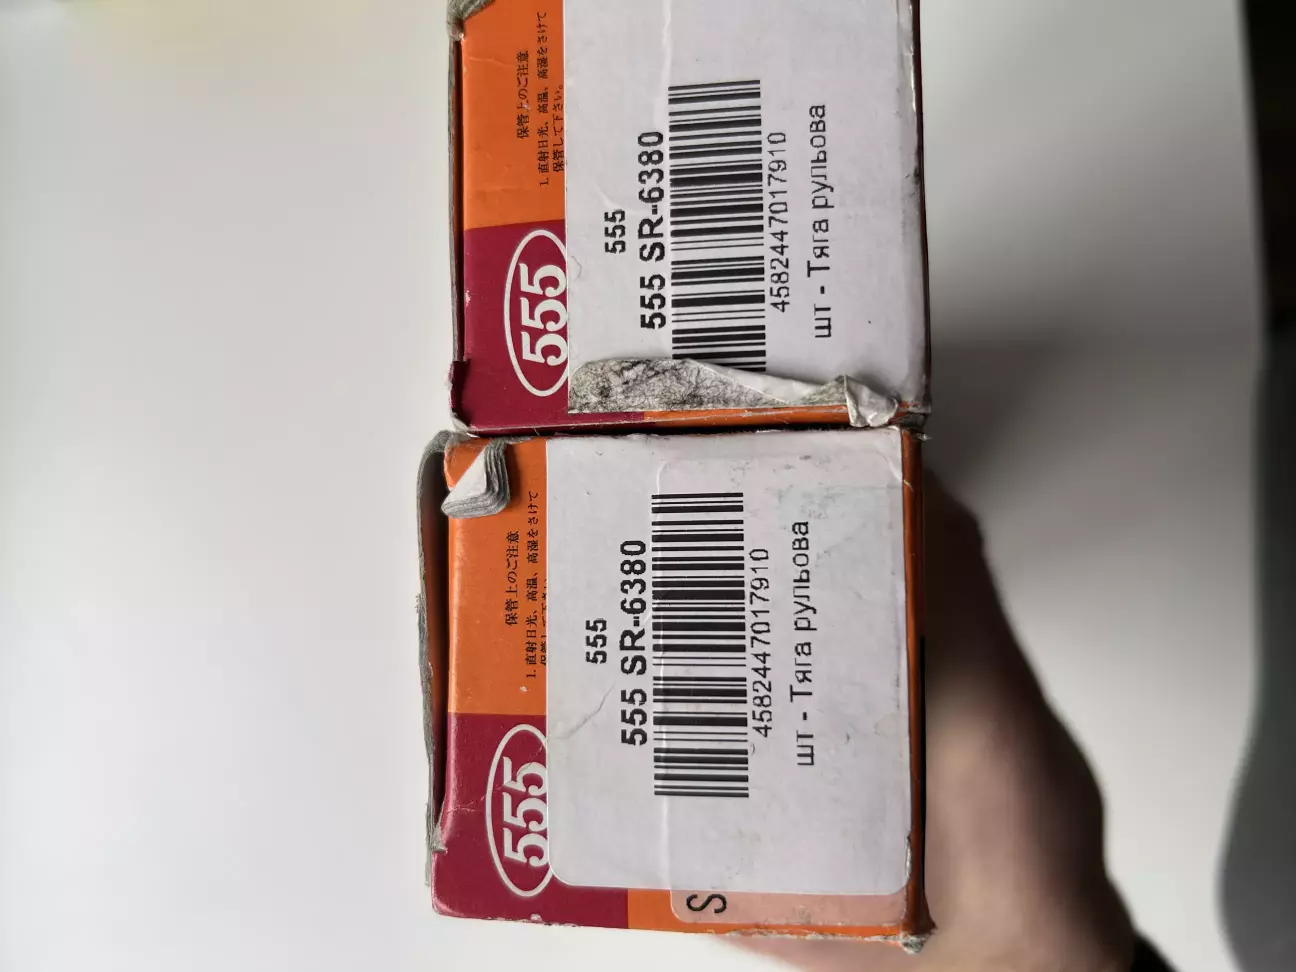 保管上のご注意
1. 直射日光、高温、高湿をさけて
保管して下さい。
555
555
555 SR-6380
4582447017910
шт - Тяга рульова
保管上のご注意
1. 直射日光、高温、高湿をさけて
555
555
555 SR-6380
4582447017910
шт - Тяга рульова
S